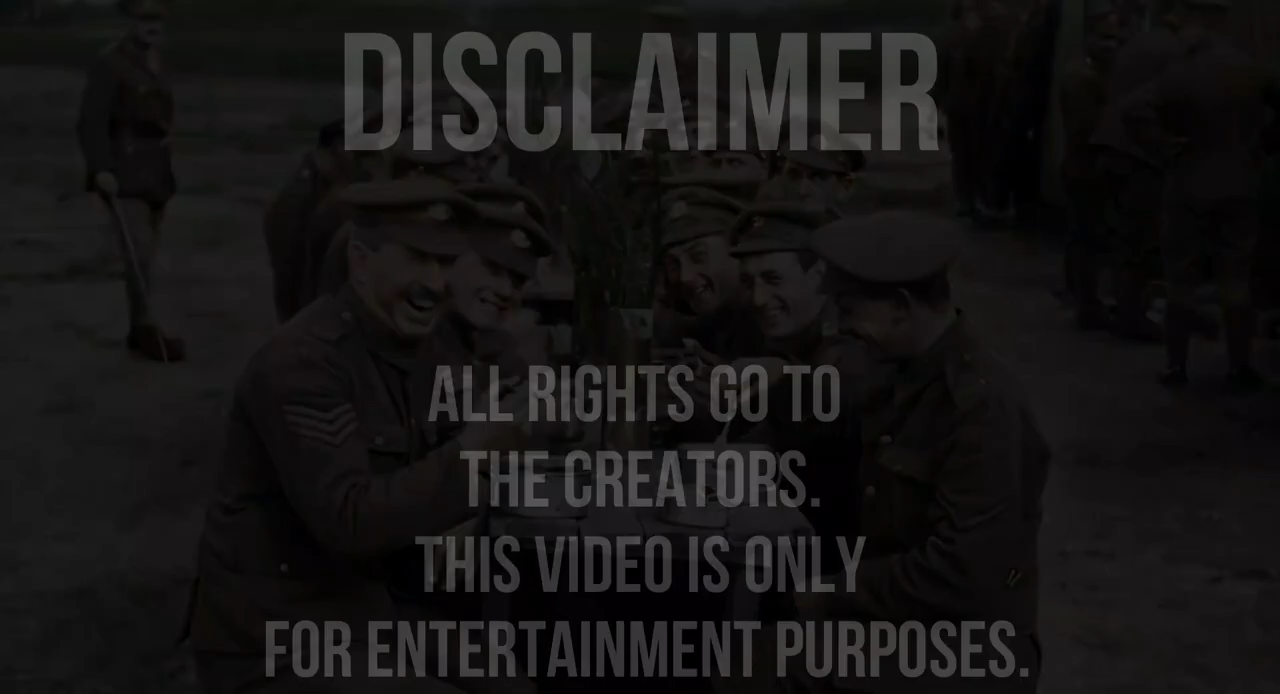 DISCLAIMER
ALL RIGHTS GO TO
THE CREATORS.
THIS VIDEO IS ONLY
FOR ENTERTAINMENT PURPOSES.